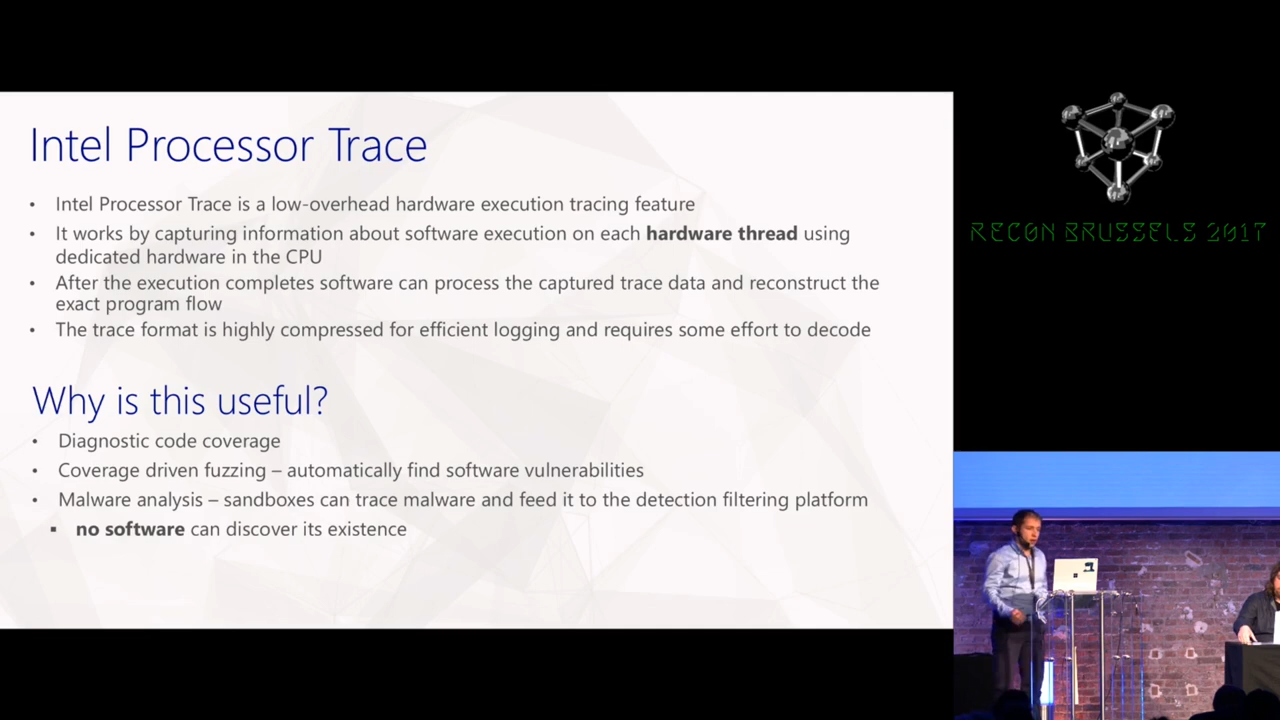 Intel Processor Trace
• Intel Processor Trace is a low-overhead hardware execution tracing feature
• It works by capturing information about software execution on each hardware thread using
dedicated hardware in the CPU
• After the execution completes software can process the captured trace data and reconstruct the
exact program flow
• The trace format is highly compressed for efficient logging and requires some effort to decode
Why is this useful?
• Diagnostic code coverage
• Coverage driven fuzzing – automatically find software vulnerabilities
• Malware analysis – sandboxes can trace malware and feed it to the detection filtering platform
▪ no software can discover its existence
RECON BRUSSELS 2017